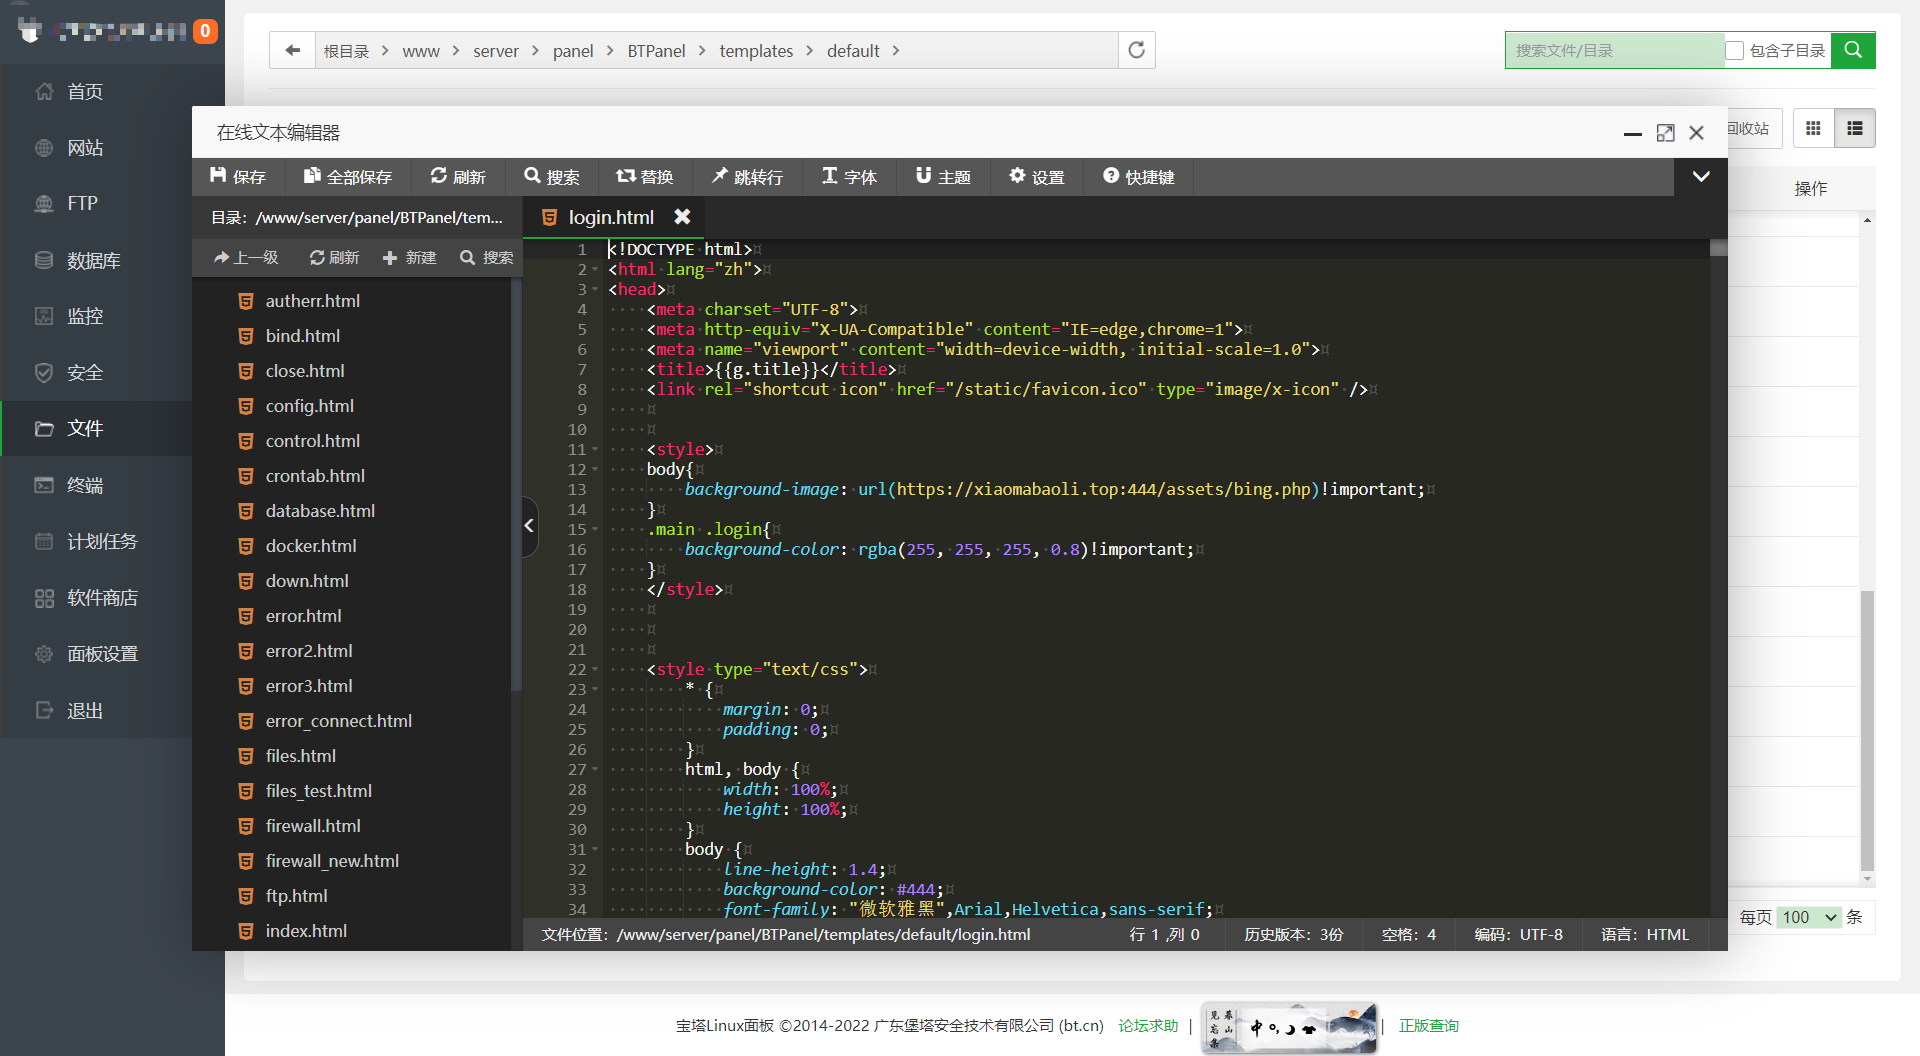 0
首页
网站
FTP
数据库
监控
安全
文件
终端
计划任务
软件商店
面板设置
退出
根目录 > www > server > panel > BTPanel > templates > default >
搜索文件/目录 包含子目录
回收站
操作
在线文本编辑器
保存 全部保存 刷新 搜索 替换 跳转行 字体 主题 设置 快捷键
目录：/www/server/panel/BTPanel/tem...
上一级 刷新 新建 搜索
autherr.html
bind.html
close.html
config.html
control.html
crontab.html
database.html
docker.html
down.html
error.html
error2.html
error3.html
error_connect.html
files.html
files_test.html
firewall.html
firewall_new.html
ftp.html
index.html
login.html
1 <!DOCTYPE html>
2 <html lang="zh">
3 <head>
4 <meta charset="UTF-8">
5 <meta http-equiv="X-UA-Compatible" content="IE=edge,chrome=1">
6 <meta name="viewport" content="width=device-width, initial-scale=1.0">
7 <title>{{g.title}}</title>
8 <link rel="shortcut icon" href="/static/favicon.ico" type="image/x-icon" />
9
10
11 <style>
12 body{
13 background-image: url(https://xiaomabaoli.top:444/assets/bing.php)!important;
14 }
15 .main .login{
16 background-color: rgba(255, 255, 255, 0.8)!important;
17 }
18 </style>
19
20
21
22 <style type="text/css">
23 * {
24 margin: 0;
25 padding: 0;
26 }
27 html, body {
28 width: 100%;
29 height: 100%;
30 }
31 body {
32 line-height: 1.4;
33 background-color: #444;
34 font-family: "微软雅黑",Arial,Helvetica,sans-serif;
文件位置：/www/server/panel/BTPanel/templates/default/login.html 行 1 ,列 0 历史版本：3份 空格：4 编码：UTF-8 语言：HTML
每页 100 条
宝塔Linux面板 ©2014-2022 广东堡塔安全技术有限公司 (bt.cn) 论坛求助 | 中 | 正版查询